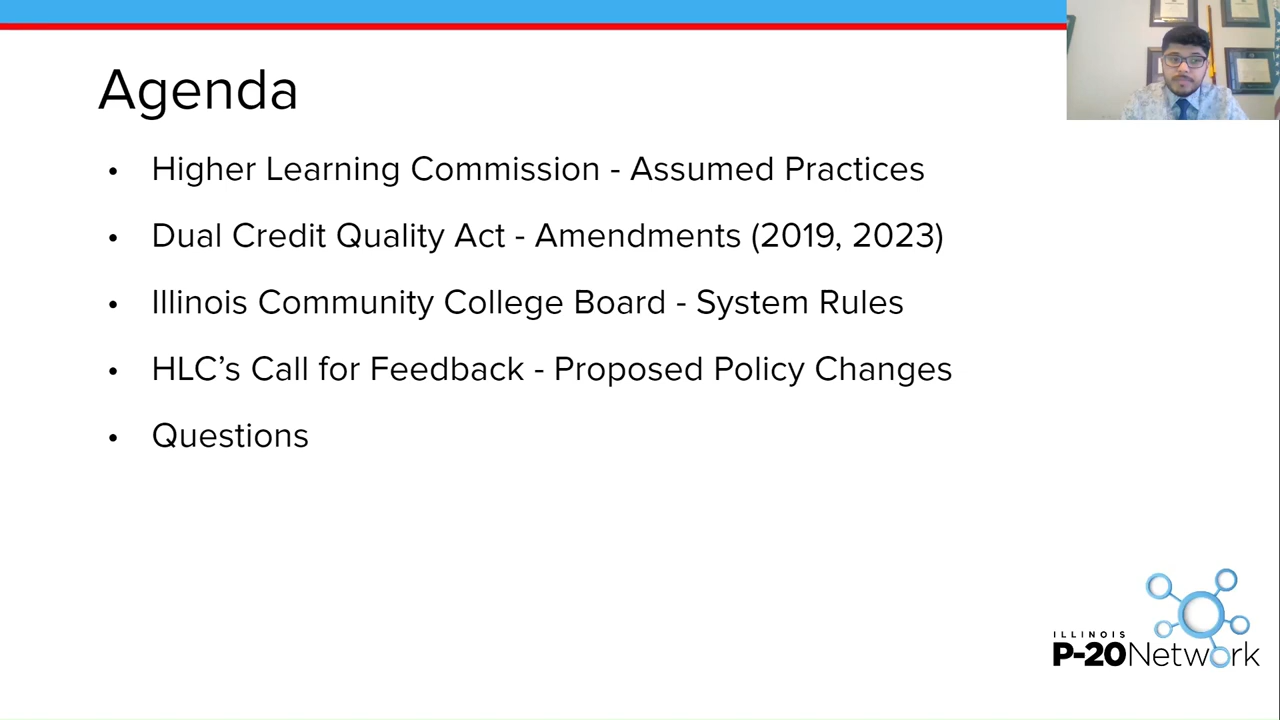 Agenda
• Higher Learning Commission - Assumed Practices
• Dual Credit Quality Act - Amendments (2019, 2023)
• Illinois Community College Board - System Rules
• HLC’s Call for Feedback - Proposed Policy Changes
• Questions
ILLINOIS
P-20Network